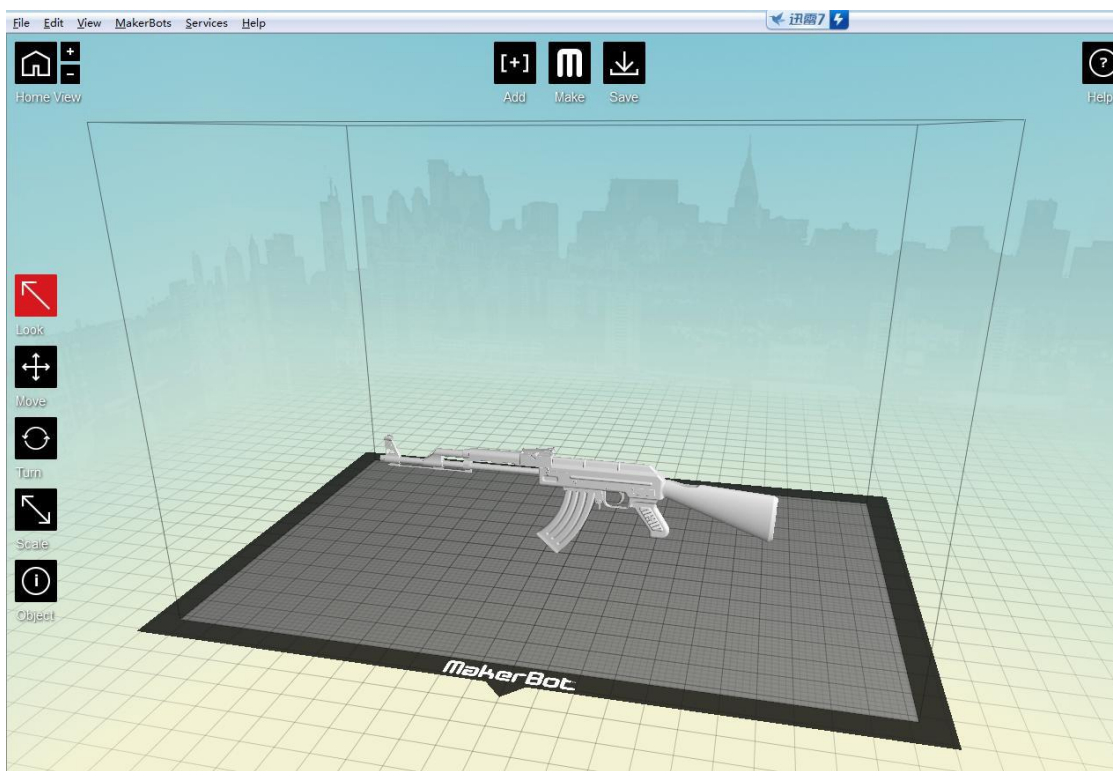 File Edit View MakerBots Services Help
迅雷7
Home View
Add Make Save
Help
Look
Move
Turn
Scale
Object
MakerBot